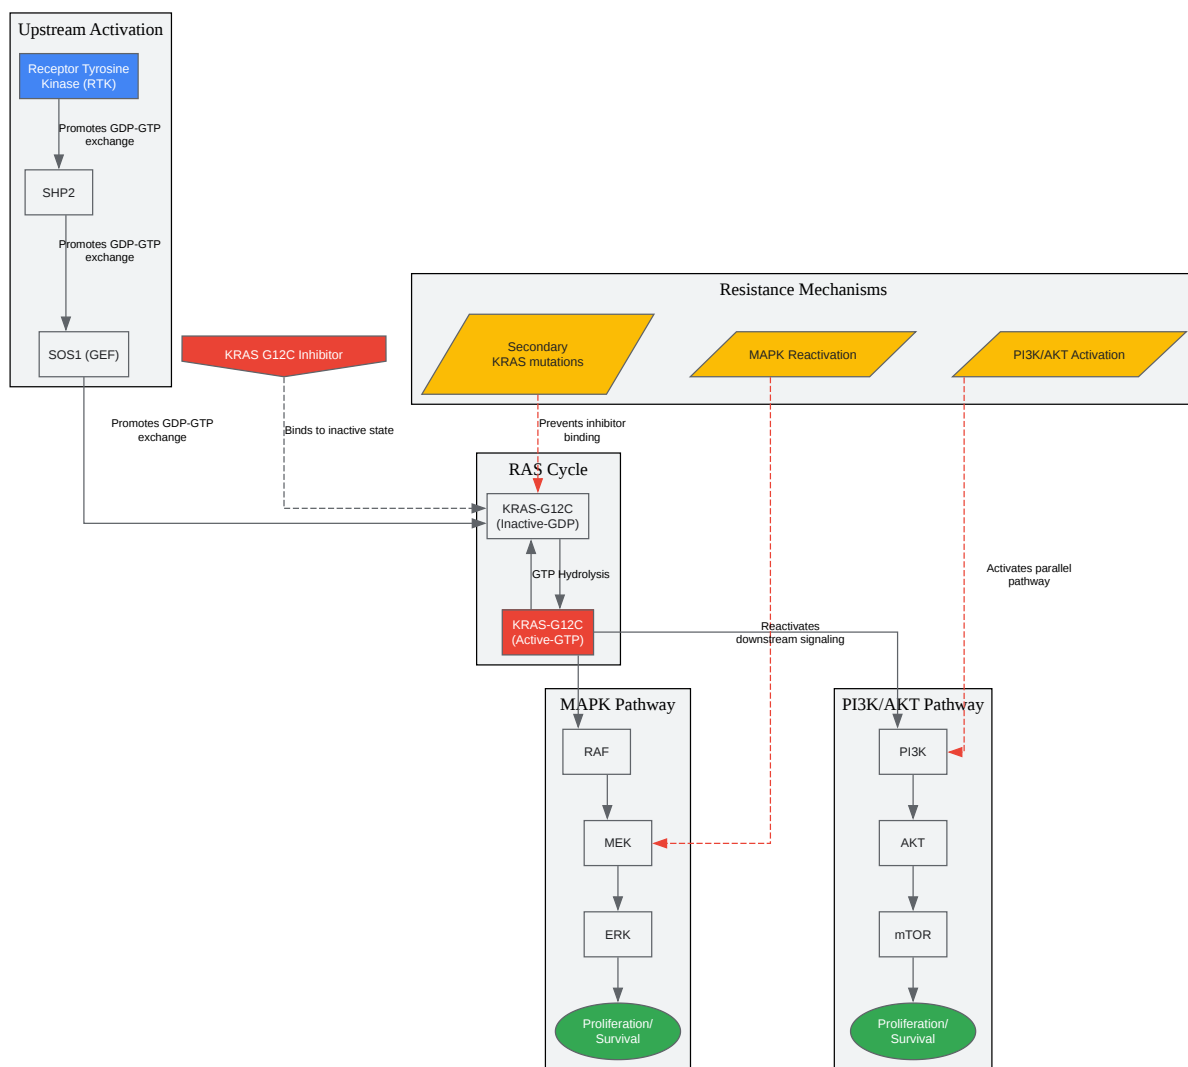 Upstream Activation
Receptor Tyrosine
Kinase (RTK)
Promotes GDP-GTP
exchange
SHP2
Promotes GDP-GTP
exchange
SOS1 (GEF)
KRAS G12C Inhibitor
Resistance Mechanisms
Secondary
KRAS mutations
MAPK Reactivation
PI3K/AKT Activation
Promotes GDP-GTP
exchange
Binds to inactive state
Prevents inhibitor
binding
RAS Cycle
KRAS-G12C
(Inactive-GDP)
GTP Hydrolysis
KRAS-G12C
(Active-GTP)
Activates parallel
pathway
Reactivates
downstream signaling
MAPK Pathway
RAF
MEK
ERK
Proliferation/
Survival
PI3K/AKT Pathway
PI3K
AKT
mTOR
Proliferation/
Survival